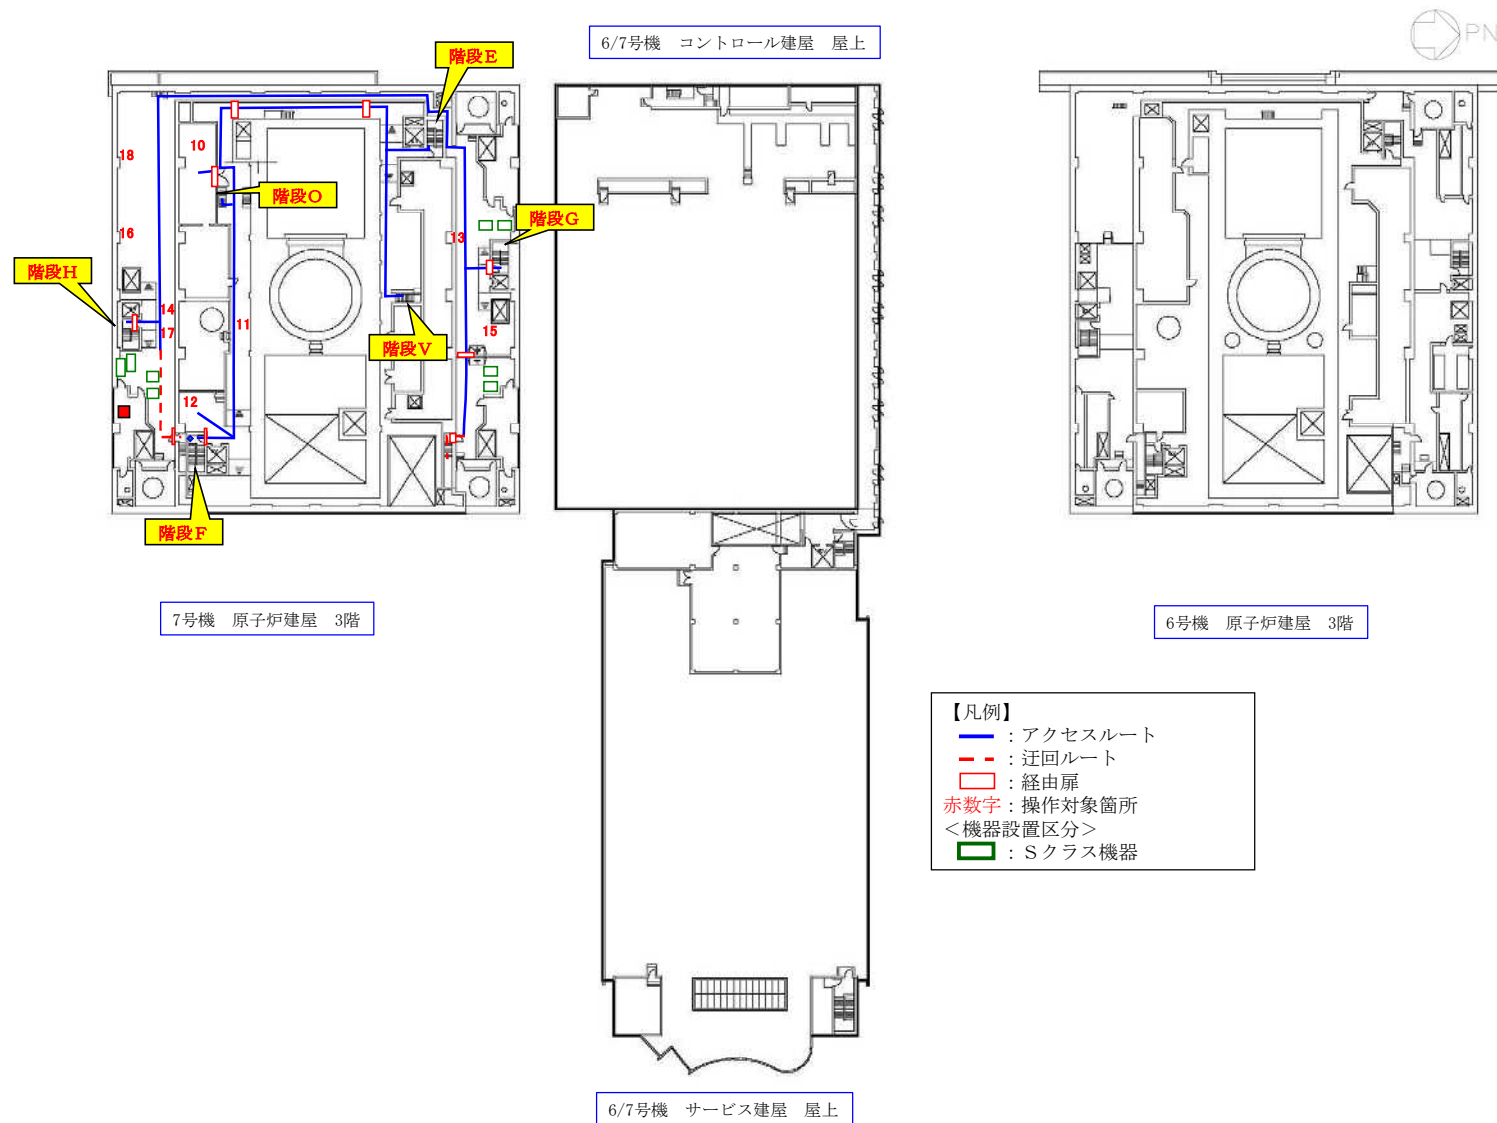 6/7号機　コントロール建屋　屋上
PN
階段E
18
10
階段O
階段G
16
13
階段H
14
17
11
15
階段V
12
階段F
7号機　原子炉建屋　3階
6号機　原子炉建屋　3階
【凡例】
：アクセスルート
：迂回ルート
：経由扉
赤数字：操作対象箇所
＜機器設置区分＞
：Sクラス機器
6/7号機　サービス建屋　屋上